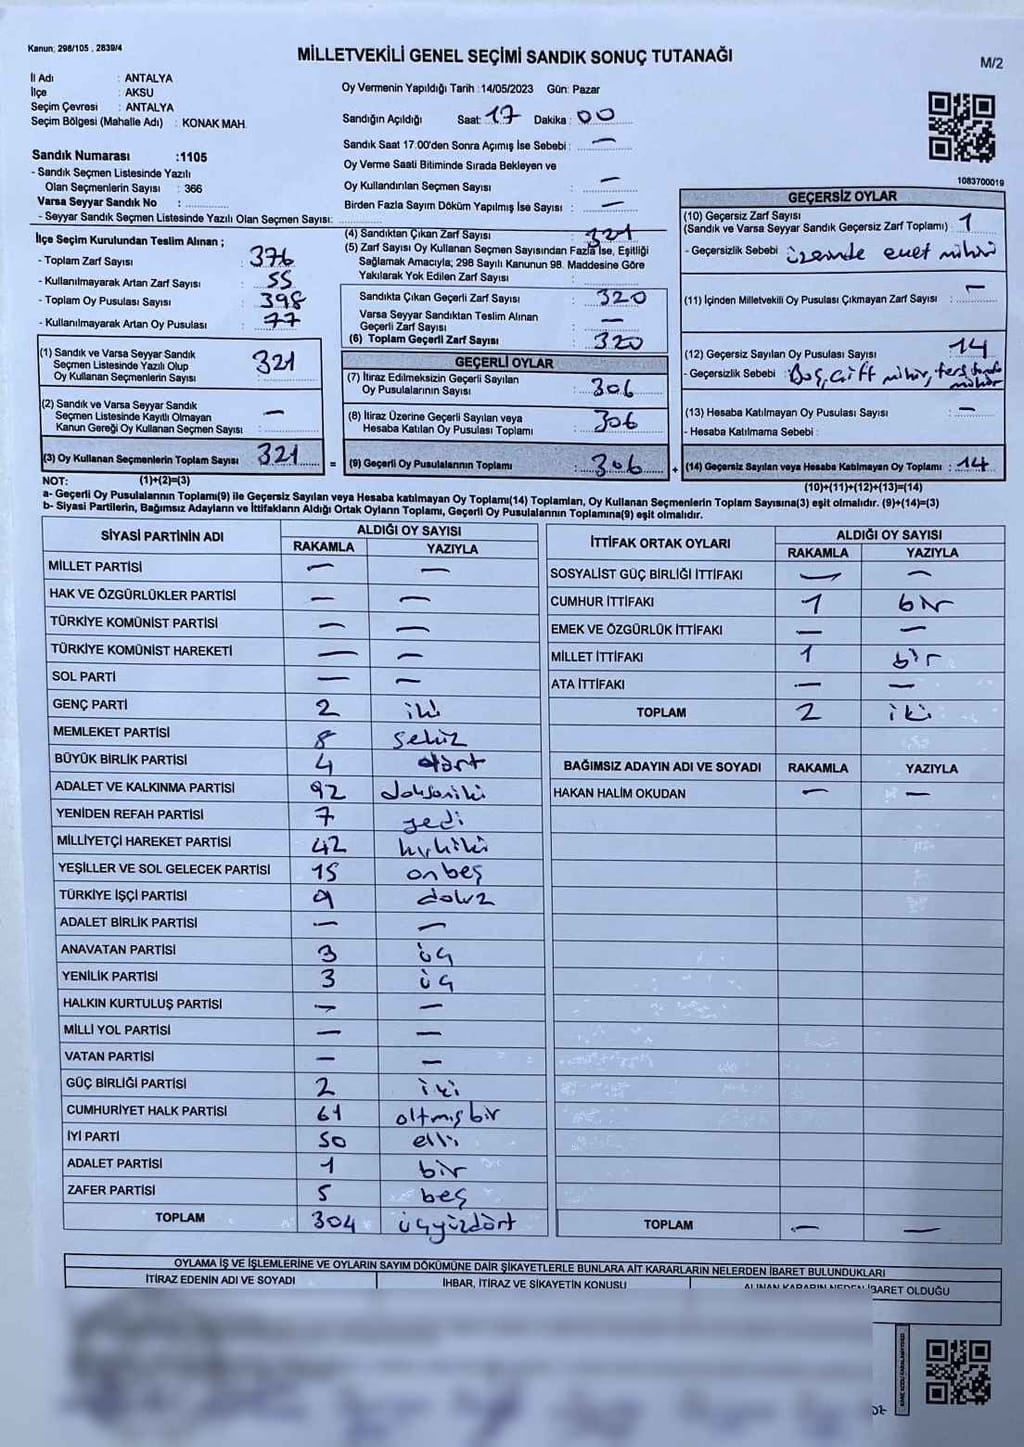 Kanun, 298/105 , 2839/4
MİLLETVEKİLİ GENEL SEÇİMİ SANDIK SONUÇ TUTANAĞI
M/2
İl Adı : ANTALYA
İlçe : AKSU
Seçim Çevresi : ANTALYA
Seçim Bölgesi (Mahalle Adı) : KONAK MAH.
Sandık Numarası :1105
- Sandık Seçmen Listesinde Yazılı
Olan Seçmenlerin Sayısı : 366
Varsa Seyyar Sandık No :
- Seyyar Sandık Seçmen Listesinde Yazılı Olan Seçmen Sayısı:
İlçe Seçim Kurulundan Teslim Alınan ;
- Toplam Zarf Sayısı : 376
- Kullanılmayarak Artan Zarf Sayısı : 55
- Toplam Oy Pusulası Sayısı : 398
- Kullanılmayarak Artan Oy Pusulası : 77
(1) Sandık ve Varsa Seyyar Sandık
Seçmen Listesinde Yazılı Olup
Oy Kullanan Seçmenlerin Sayısı : 321
(2) Sandık ve Varsa Seyyar Sandık
Seçmen Listesinde Kayıtlı Olmayan
Kanun Gereği Oy Kullanan Seçmen Sayısı : —
(3) Oy Kullanan Seçmenlerin Toplam Sayısı : 321
Oy Vermenin Yapıldığı Tarih :14/05/2023 Gün: Pazar
Sandığın Açıldığı Saat: 17 Dakika : 00
Sandık Saat 17:00'den Sonra Açımış İse Sebebi : —
Oy Verme Saati Bitiminde Sırada Bekleyen ve
Oy Kullandırılan Seçmen Sayısı : —
Birden Fazla Sayım Döküm Yapılmış İse Sayısı : —
(4) Sandıktan Çıkan Zarf Sayısı : 321
(5) Zarf Sayısı Oy Kullanan Seçmen Sayısından Fazla İse, Eşitliği
Sağlamak Amacıyla; 298 Sayılı Kanunun 98. Maddesine Göre
Yakılarak Yok Edilen Zarf Sayısı :
Sandıkta Çıkan Geçerli Zarf Sayısı : 320
Varsa Seyyar Sandıktan Teslim Alınan
Geçerli Zarf Sayısı : —
(6) Toplam Geçerli Zarf Sayısı : 320
GEÇERLİ OYLAR
(7) İtiraz Edilmeksizin Geçerli Sayılan
Oy Pusulalarının Sayısı : 306
(8) İtiraz Üzerine Geçerli Sayılan veya
Hesaba Katılan Oy Pusulası Toplamı : 306
= (9) Geçerli Oy Pusulalarının Toplamı : 306
1083700019
GEÇERSİZ OYLAR
(10) Geçersiz Zarf Sayısı
(Sandık ve Varsa Seyyar Sandık Geçersiz Zarf Toplamı) : 1
- Geçersizlik Sebebi : üzerinde evet mührü
(11) İçinden Milletvekili Oy Pusulası Çıkmayan Zarf Sayısı : —
(12) Geçersiz Sayılan Oy Pusulası Sayısı : 14
- Geçersizlik Sebebi : Boş, çift mühür, ters mühür
(13) Hesaba Katılmayan Oy Pusulası Sayısı : —
- Hesaba Katılmama Sebebi :
+ (14) Geçersiz Sayılan veya Hesaba Katılmayan Oy Toplamı : 14
NOT: (1)+(2)=(3)
(10)+(11)+(12)+(13)=(14)
a- Geçerli Oy Pusulalarının Toplamı(9) ile Geçersiz Sayılan veya Hesaba katılmayan Oy Toplamı(14) Toplamları, Oy Kullanan Seçmenlerin Toplam Sayısına(3) eşit olmalıdır. (9)+(14)=(3)
b- Siyasi Partilerin, Bağımsız Adayların ve İttifakların Aldığı Ortak Oyların Toplamı, Geçerli Oy Pusulalarının Toplamına(9) eşit olmalıdır.
SİYASİ PARTİNİN ADI ALDIĞI OY SAYISI
RAKAMLA YAZIYLA
MİLLET PARTİSİ — —
HAK VE ÖZGÜRLÜKLER PARTİSİ — —
TÜRKİYE KOMÜNİST PARTİSİ — —
TÜRKİYE KOMÜNİST HAREKETİ — —
SOL PARTİ — —
GENÇ PARTİ 2 iki
MEMLEKET PARTİSİ 8 sekiz
BÜYÜK BİRLİK PARTİSİ 4 dört
ADALET VE KALKINMA PARTİSİ 92 doksaniki
YENİDEN REFAH PARTİSİ 7 yedi
MİLLİYETÇİ HAREKET PARTİSİ 42 kırkiki
YEŞİLLER VE SOL GELECEK PARTİSİ 15 onbeş
TÜRKİYE İŞÇİ PARTİSİ 9 dokuz
ADALET BİRLİK PARTİSİ — —
ANAVATAN PARTİSİ 3 üç
YENİLİK PARTİSİ 3 üç
HALKIN KURTULUŞ PARTİSİ — —
MİLLİ YOL PARTİSİ — —
VATAN PARTİSİ — —
GÜÇ BİRLİĞİ PARTİSİ 2 iki
CUMHURİYET HALK PARTİSİ 61 altmışbir
İYİ PARTİ 50 elli
ADALET PARTİSİ 1 bir
ZAFER PARTİSİ 5 beş
TOPLAM 304 üçyüzdört
İTTİFAK ORTAK OYLARI ALDIĞI OY SAYISI
RAKAMLA YAZIYLA
SOSYALİST GÜÇ BİRLİĞİ İTTİFAKI — —
CUMHUR İTTİFAKI 1 bir
EMEK VE ÖZGÜRLÜK İTTİFAKI — —
MİLLET İTTİFAKI 1 bir
ATA İTTİFAKI — —
TOPLAM 2 iki
BAĞIMSIZ ADAYIN ADI VE SOYADI RAKAMLA YAZIYLA
HAKAN HALİM OKUDAN — —
TOPLAM — —
OYLAMA İŞ VE İŞLEMLERİNE VE OYLARIN SAYIM DÖKÜMÜNE DAİR ŞİKAYETLERLE BUNLARA AİT KARARLARIN NELERDEN İBARET BULUNDUKLARI
İTİRAZ EDENİN ADI VE SOYADI İHBAR, İTİRAZ VE ŞİKAYETİN KONUSU ALINAN KARARIN NEDEN İBARET OLDUĞU